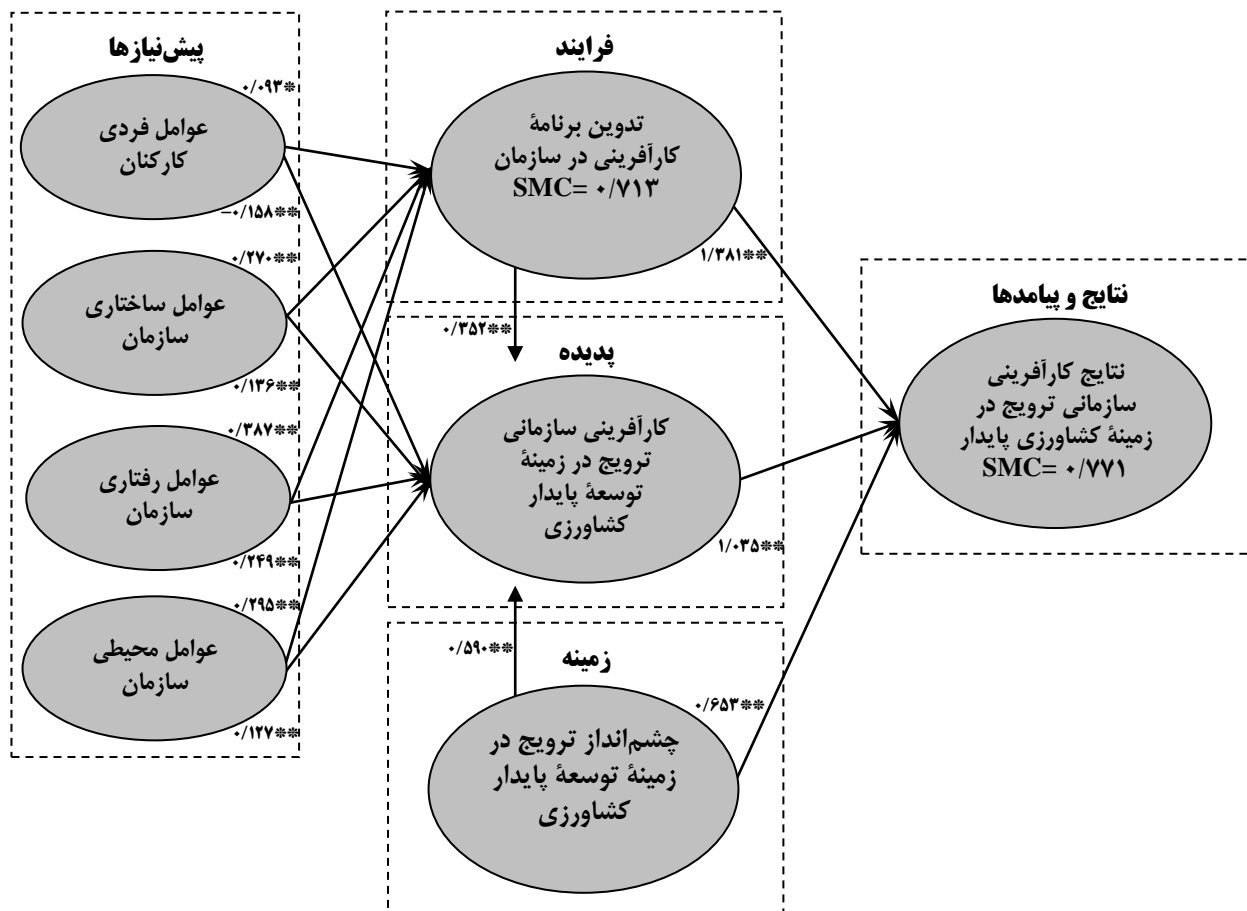 پیش‌نیازها
۰/۰۹۳*
عوامل فردی
کارکنان
-۰/۱۵۸**
۰/۲۷۰**
عوامل ساختاری
سازمان
۰/۱۳۶**
۰/۳۸۷**
عوامل رفتاری
سازمان
۰/۲۴۹**
۰/۲۹۵**
عوامل محیطی
سازمان
۰/۱۲۷**
فرایند
تدوین برنامهٔ
کارآفرینی در سازمان
SMC= ۰/۷۱۳
۱/۳۸۱**
۰/۳۵۲**
پدیده
کارآفرینی سازمانی
ترویج در زمینهٔ
توسعهٔ پایدار
کشاورزی
۱/۰۳۵**
۰/۵۹۰**
زمینه
۰/۶۵۳**
چشم‌انداز ترویج در
زمینهٔ توسعهٔ پایدار
کشاورزی
نتایج و پیامدها
نتایج کارآفرینی
سازمانی ترویج در
زمینهٔ کشاورزی پایدار
SMC= ۰/۷۷۱